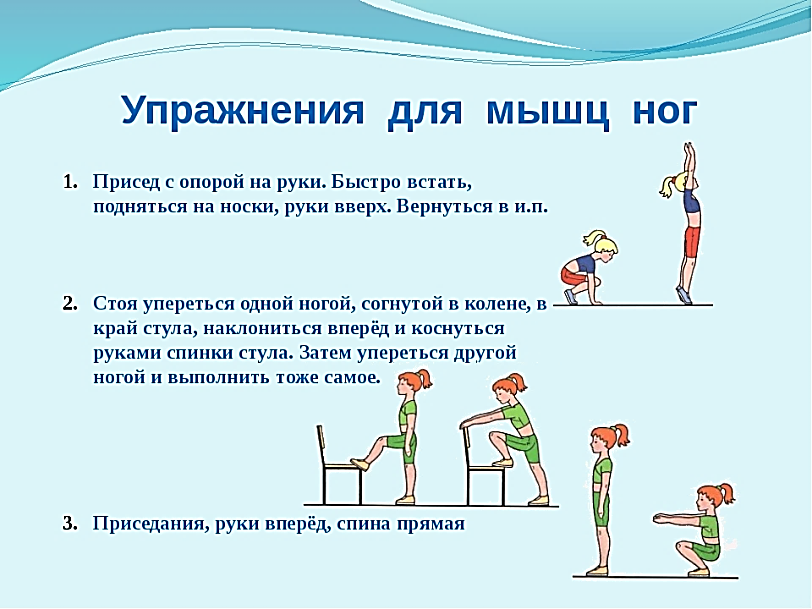 Упражнения для мышц ног
1. Присед с опорой на руки. Быстро встать,
подняться на носки, руки вверх. Вернуться в и.п.
2. Стоя упереться одной ногой, согнутой в колене, в
край стула, наклониться вперёд и коснуться
руками спинки стула. Затем упереться другой
ногой и выполнить тоже самое.
3. Приседания, руки вперёд, спина прямая